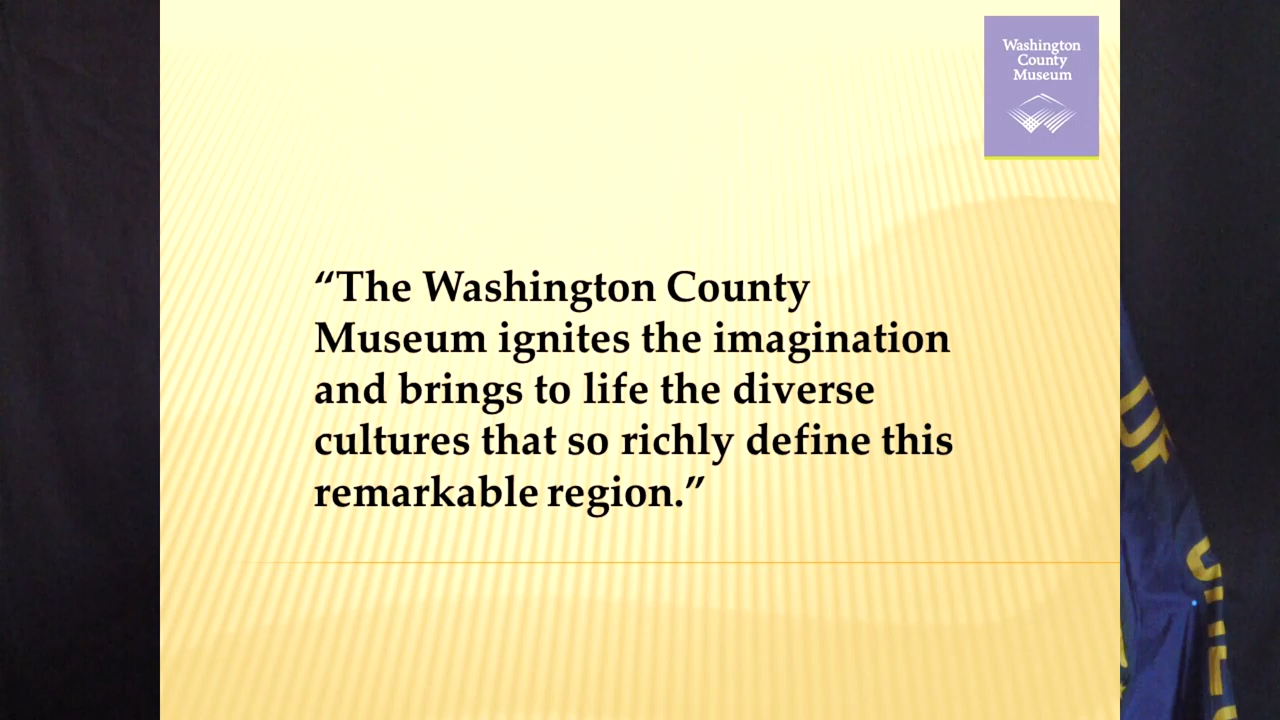 Washington
County
Museum
“The Washington County
Museum ignites the imagination
and brings to life the diverse
cultures that so richly define this
remarkable region.”